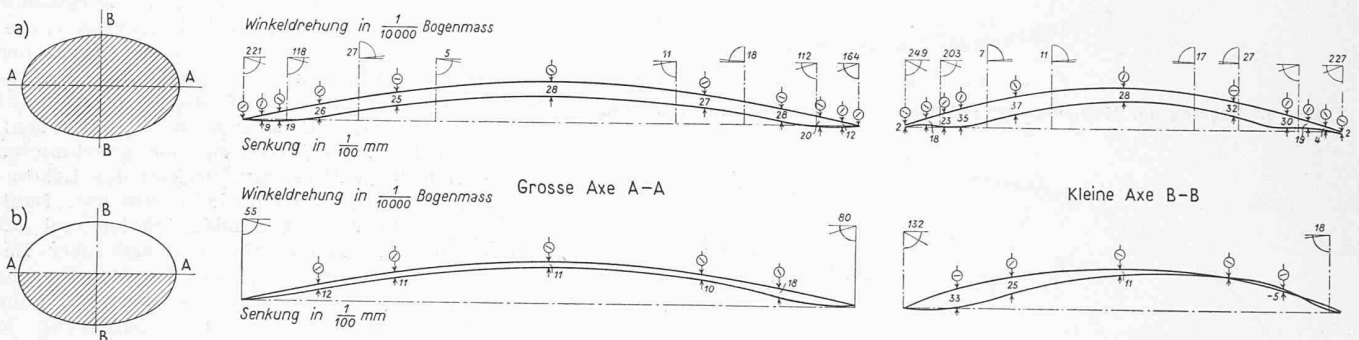 a)
B
A A
B
Winkeldrehung in 1/10000 Bogenmass
221 118 27 5 11 18 112 164
9 19 26 25 28 27 28 20 12
Senkung in 1/100 mm
249 203 7 11 17 27 227
2 18 23 35 37 28 32 30 19 4 2
Grosse Axe A-A
Kleine Axe B-B
b)
B
A A
B
Winkeldrehung in 1/10000 Bogenmass
55 80
12 11 11 10 18
Senkung in 1/100 mm
132 18
33 25 11 -5